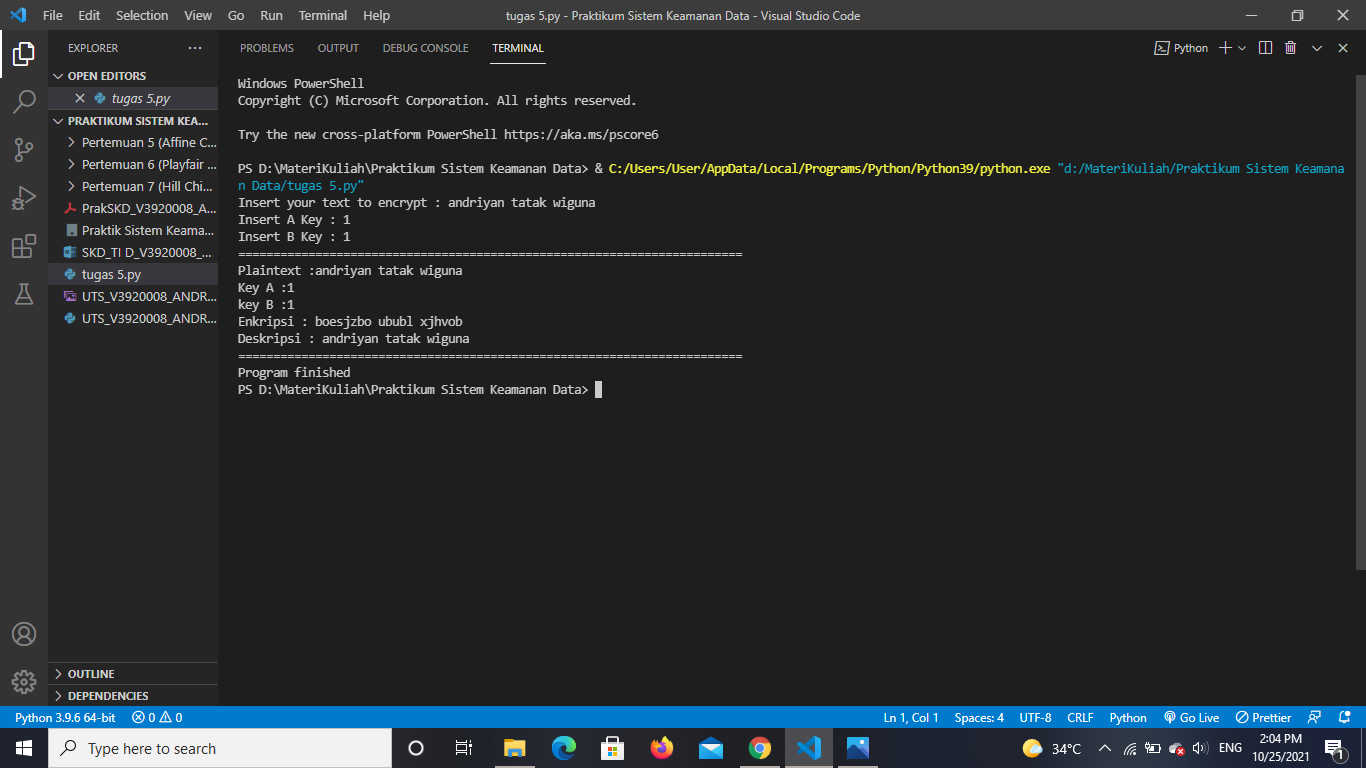 File Edit Selection View Go Run Terminal Help
tugas 5.py - Praktikum Sistem Keamanan Data - Visual Studio Code
EXPLORER
OPEN EDITORS
tugas 5.py
PRAKTIKUM SISTEM KEA...
Pertemuan 5 (Affine C...
Pertemuan 6 (Playfair ...
Pertemuan 7 (Hill Chi...
PrakSKD_V3920008_A...
Praktik Sistem Keama...
SKD_TI D_V3920008_...
tugas 5.py
UTS_V3920008_ANDR...
UTS_V3920008_ANDR...
OUTLINE
DEPENDENCIES
PROBLEMS OUTPUT DEBUG CONSOLE TERMINAL
Python
Windows PowerShell
Copyright (C) Microsoft Corporation. All rights reserved.
Try the new cross-platform PowerShell https://aka.ms/pscore6
PS D:\MateriKuliah\Praktikum Sistem Keamanan Data> & C:/Users/User/AppData/Local/Programs/Python/Python39/python.exe "d:/MateriKuliah/Praktikum Sistem Keamana
n Data/tugas 5.py"
Insert your text to encrypt : andriyan tatak wiguna
Insert A Key : 1
Insert B Key : 1
========================================================================
Plaintext :andriyan tatak wiguna
Key A :1
key B :1
Enkripsi : boesjzbo ububl xjhvob
Deskripsi : andriyan tatak wiguna
========================================================================
Program finished
PS D:\MateriKuliah\Praktikum Sistem Keamanan Data>
Python 3.9.6 64-bit 0 0
Ln 1, Col 1 Spaces: 4 UTF-8 CRLF Python Go Live Prettier
Type here to search
34°C
ENG
2:04 PM
10/25/2021
1